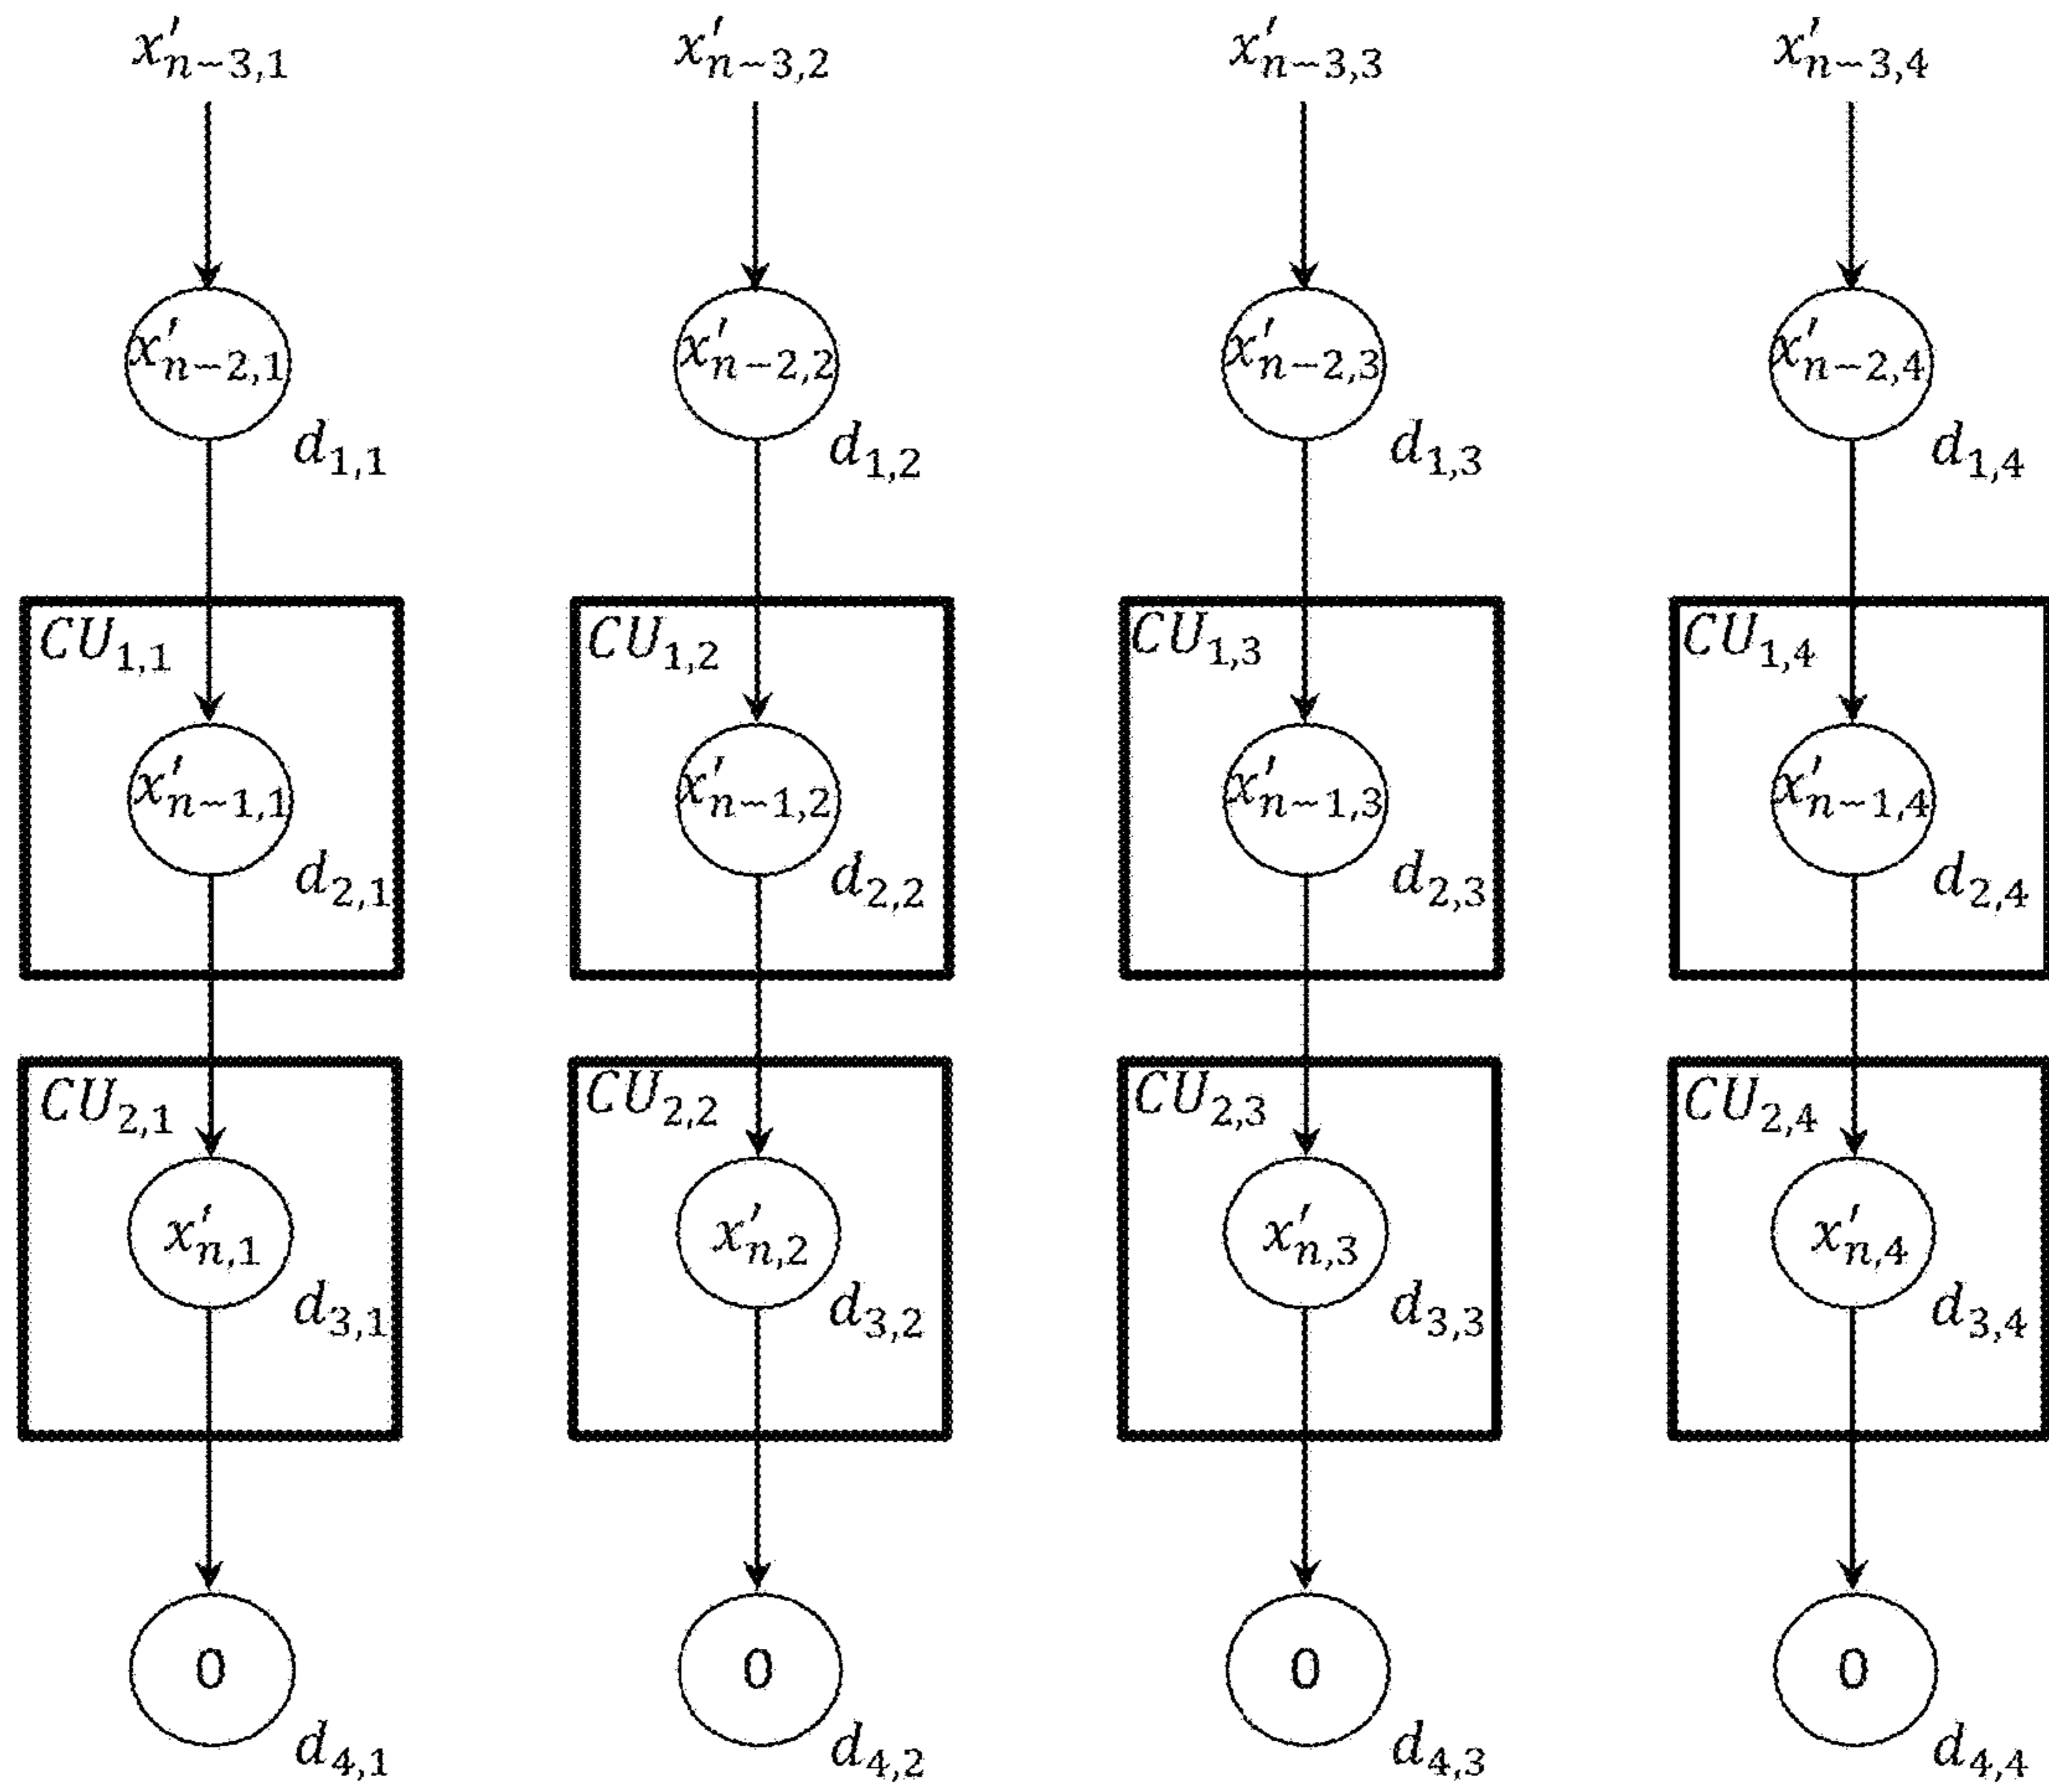 x′n−3,1 x′n−3,2 x′n−3,3 x′n−3,4
x′n−2,1 x′n−2,2 x′n−2,3 x′n−2,4
d1,1 d1,2 d1,3 d1,4
CU1,1 CU1,2 CU1,3 CU1,4
x′n−1,1 x′n−1,2 x′n−1,3 x′n−1,4
d2,1 d2,2 d2,3 d2,4
CU2,1 CU2,2 CU2,3 CU2,4
x′n,1 x′n,2 x′n,3 x′n,4
d3,1 d3,2 d3,3 d3,4
0 0 0 0
d4,1 d4,2 d4,3 d4,4